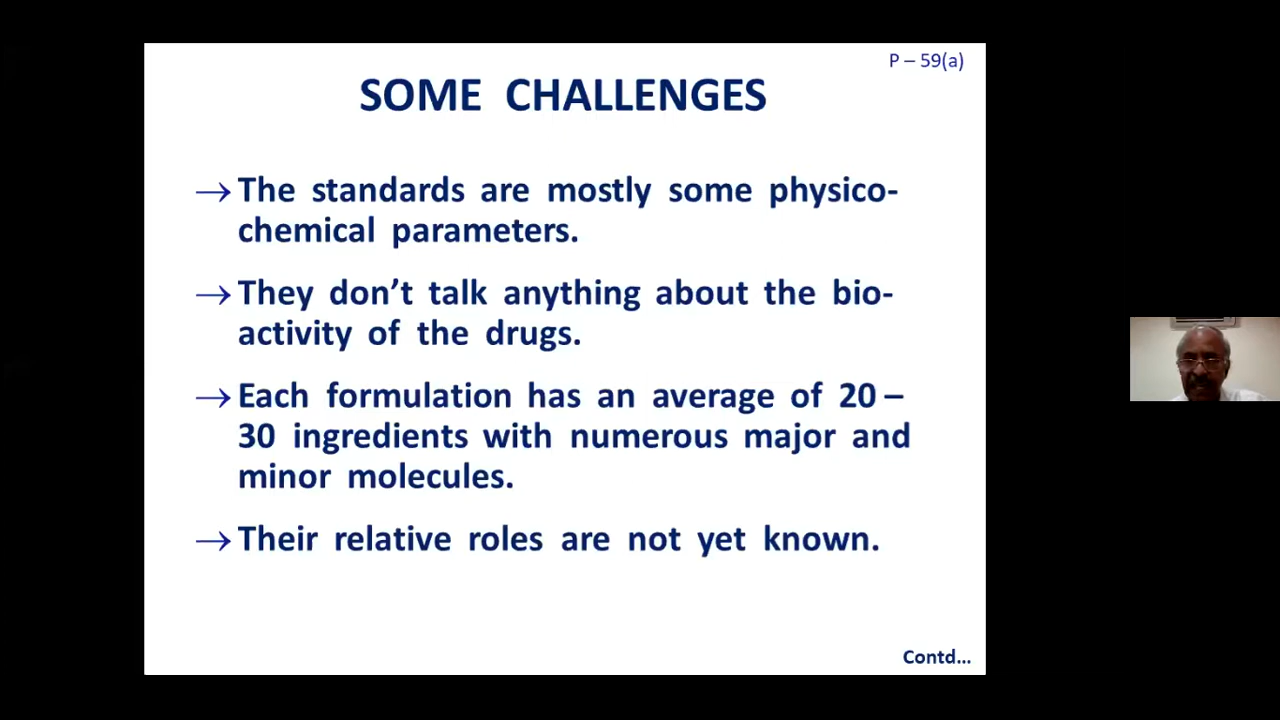 P – 59(a)
SOME CHALLENGES
→ The standards are mostly some physico-
chemical parameters.
→ They don’t talk anything about the bio-
activity of the drugs.
→ Each formulation has an average of 20 –
30 ingredients with numerous major and
minor molecules.
→ Their relative roles are not yet known.
Contd...